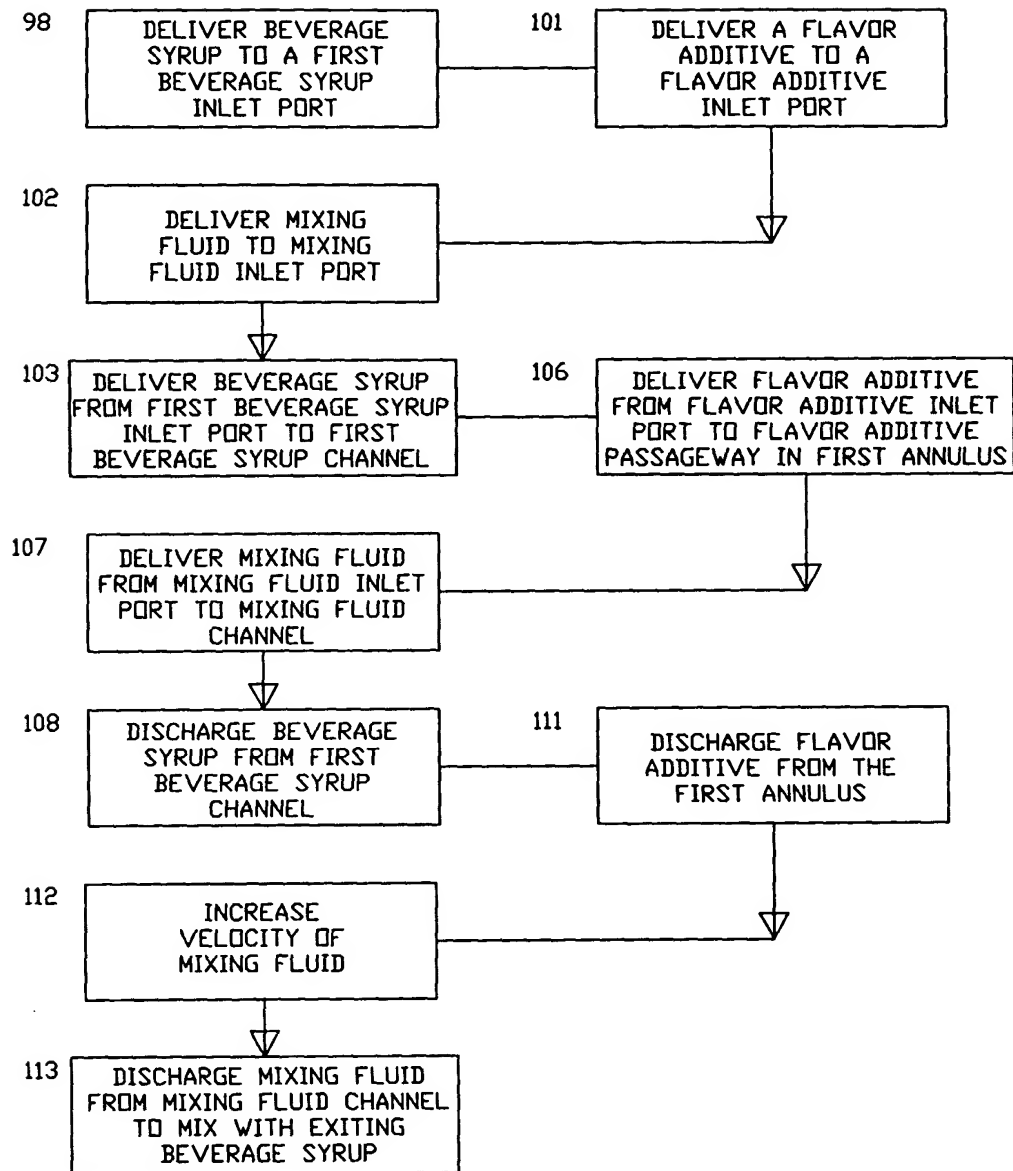 98
DELIVER BEVERAGE
SYRUP TO A FIRST
BEVERAGE SYRUP
INLET PORT
101
DELIVER A FLAVOR
ADDITIVE TO A
FLAVOR ADDITIVE
INLET PORT
102
DELIVER MIXING
FLUID TO MIXING
FLUID INLET PORT
103
DELIVER BEVERAGE SYRUP
FROM FIRST BEVERAGE SYRUP
INLET PORT TO FIRST
BEVERAGE SYRUP CHANNEL
106
DELIVER FLAVOR ADDITIVE
FROM FLAVOR ADDITIVE INLET
PORT TO FLAVOR ADDITIVE
PASSAGEWAY IN FIRST ANNULUS
107
DELIVER MIXING FLUID
FROM MIXING FLUID INLET
PORT TO MIXING FLUID
CHANNEL
108
DISCHARGE BEVERAGE
SYRUP FROM FIRST
BEVERAGE SYRUP
CHANNEL
111
DISCHARGE FLAVOR
ADDITIVE FROM THE
FIRST ANNULUS
112
INCREASE
VELOCITY OF
MIXING FLUID
113
DISCHARGE MIXING FLUID
FROM MIXING FLUID CHANNEL
TO MIX WITH EXITING
BEVERAGE SYRUP